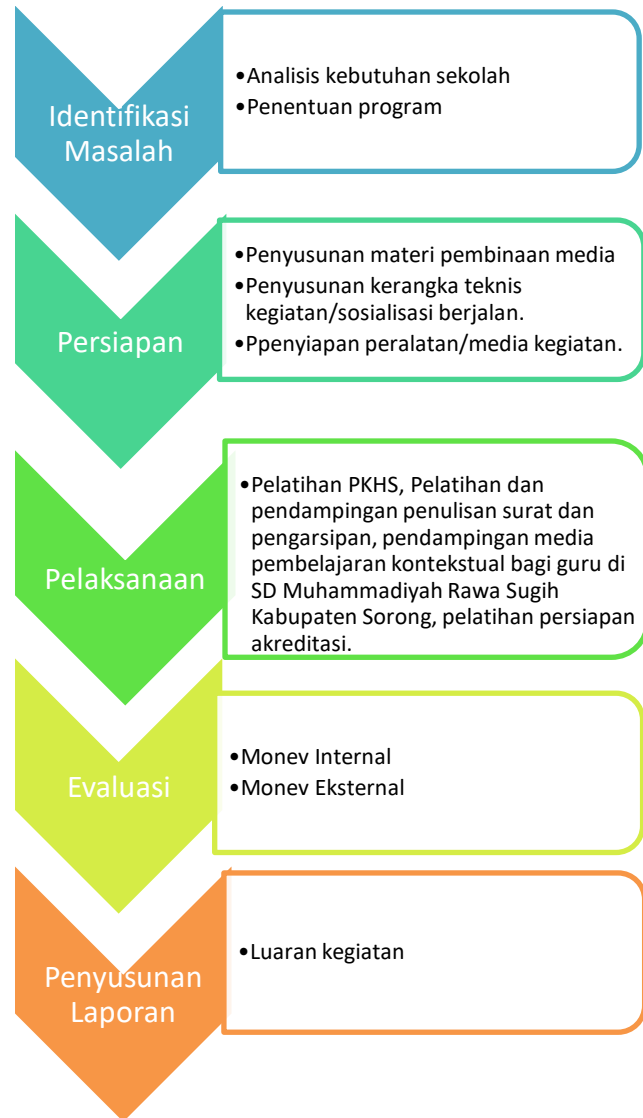 Identifikasi
Masalah
•Analisis kebutuhan sekolah
•Penentuan program
Persiapan
•Penyusunan materi pembinaan media
•Penyusunan kerangka teknis
kegiatan/sosialisasi berjalan.
•Ppenyiapan peralatan/media kegiatan.
Pelaksanaan
•Pelatihan PKHS, Pelatihan dan
pendampingan penulisan surat dan
pengarsipan, pendampingan media
pembelajaran kontekstual bagi guru di
SD Muhammadiyah Rawa Sugih
Kabupaten Sorong, pelatihan persiapan
akreditasi.
Evaluasi
•Monev Internal
•Monev Eksternal
Penyusunan
Laporan
•Luaran kegiatan